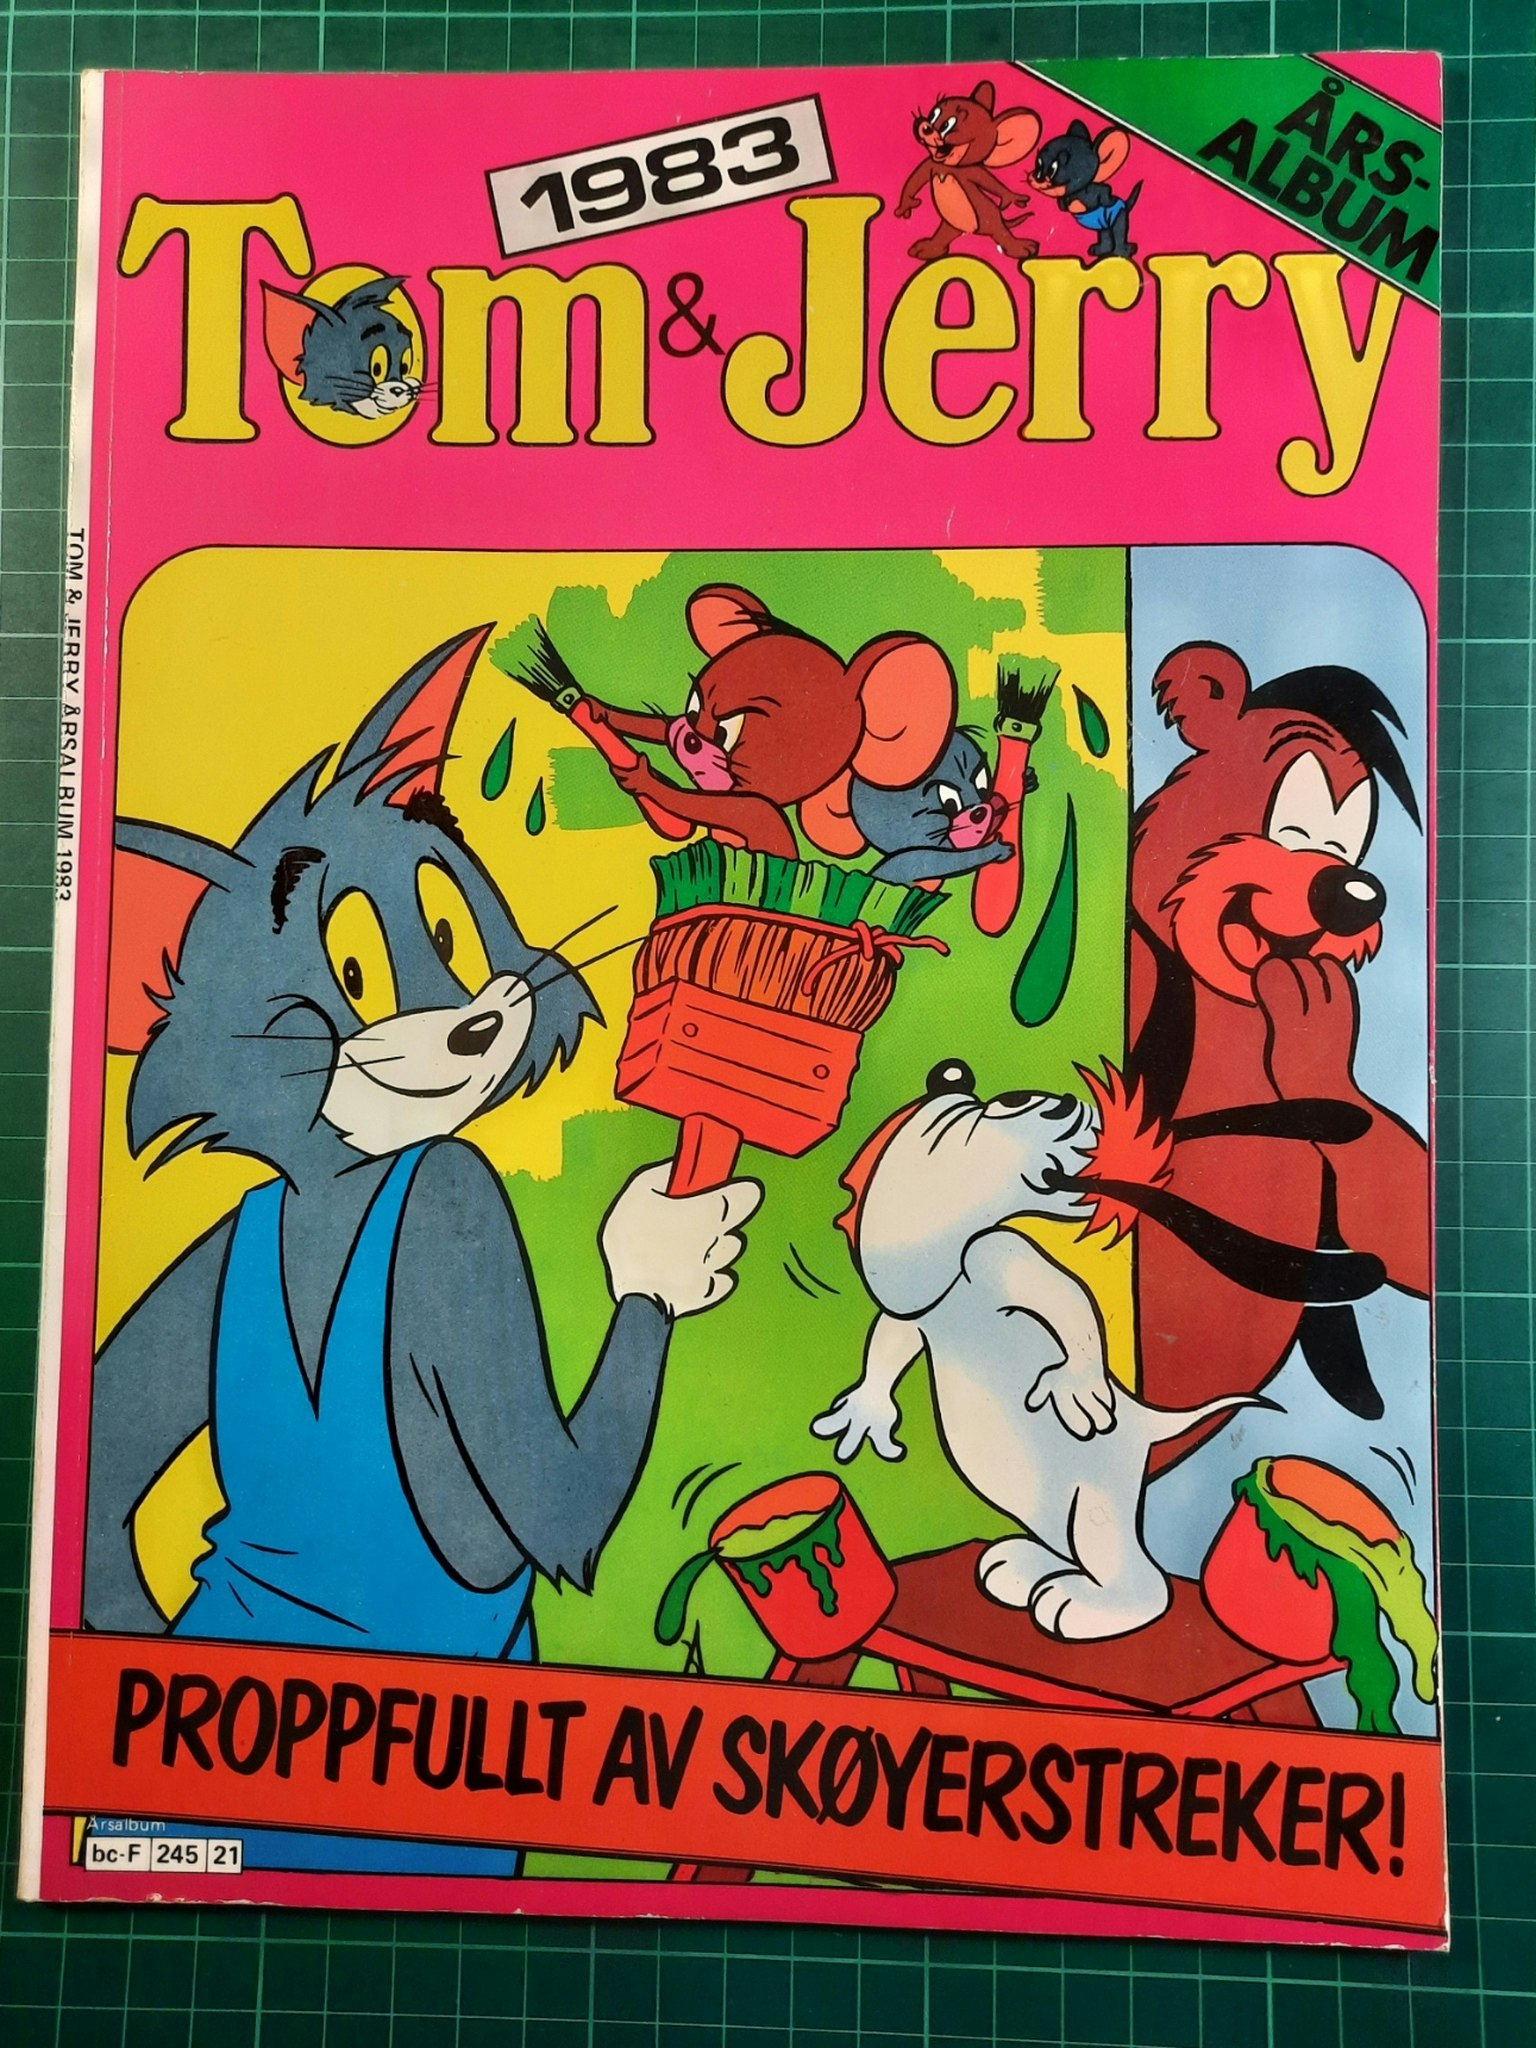 1983
ÅRS-
ALBUM
Tom & Jerry
TOM & JERRY ÅRSALBUM 1983
PROPPFULLT AV SKØYERSTREKER!
Årsalbum
bc-F 245 21